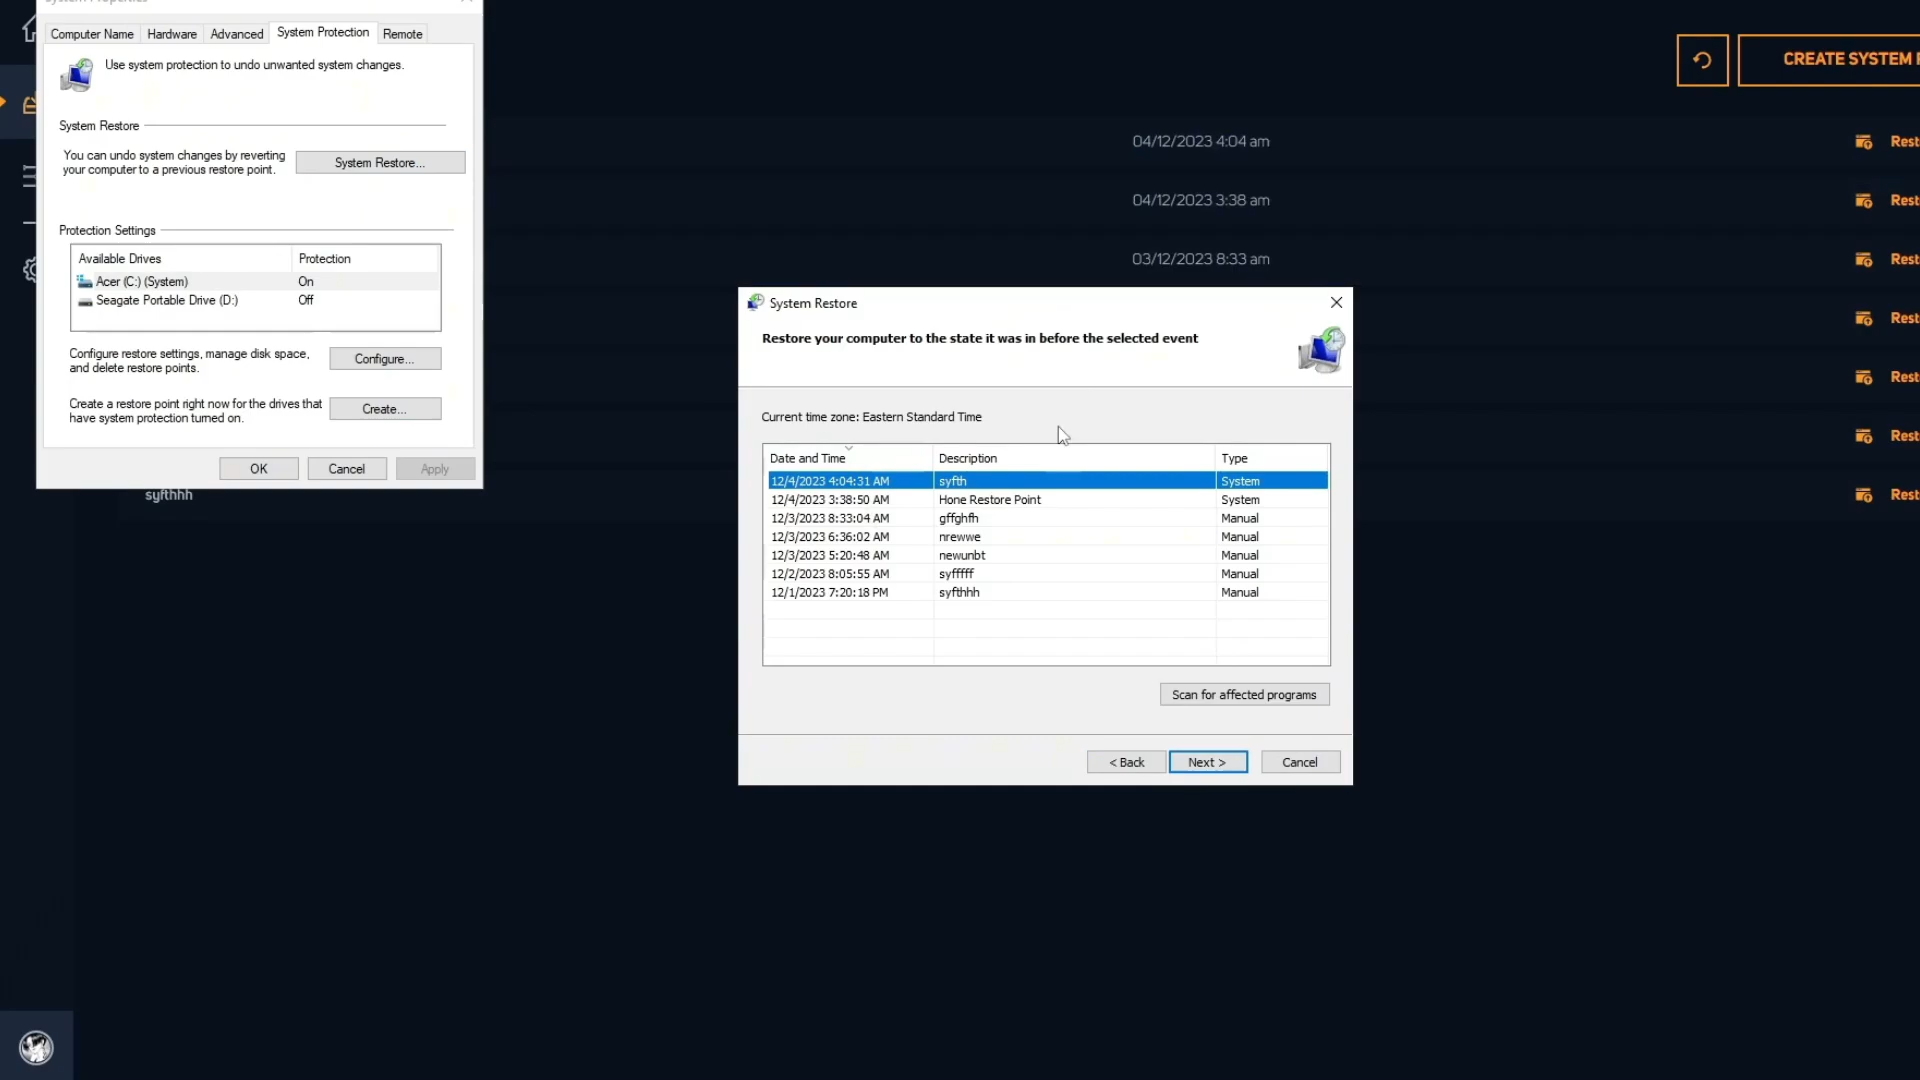 Computer Name
Hardware
Advanced
System Protection
Remote
Use system protection to undo unwanted system changes.
System Restore
You can undo system changes by reverting
your computer to a previous restore point.
System Restore...
Protection Settings
Available Drives
Protection
Acer (C:) (System)
On
Seagate Portable Drive (D:)
Off
Configure restore settings, manage disk space,
and delete restore points.
Configure...
Create a restore point right now for the drives that
have system protection turned on.
Create...
OK
Cancel
Apply
syfthhh
CREATE SYSTEM
04/12/2023 4:04 am
Rest
04/12/2023 3:38 am
Rest
03/12/2023 8:33 am
Rest
Rest
Rest
Rest
Rest
System Restore
Restore your computer to the state it was in before the selected event
Current time zone: Eastern Standard Time
Date and Time
Description
Type
12/4/2023 4:04:31 AM
syfth
System
12/4/2023 3:38:50 AM
Hone Restore Point
System
12/3/2023 8:33:04 AM
gffghfh
Manual
12/3/2023 6:36:02 AM
nrewwe
Manual
12/3/2023 5:20:48 AM
newunbt
Manual
12/2/2023 8:05:55 AM
syfffff
Manual
12/1/2023 7:20:18 PM
syfthhh
Manual
Scan for affected programs
< Back
Next >
Cancel